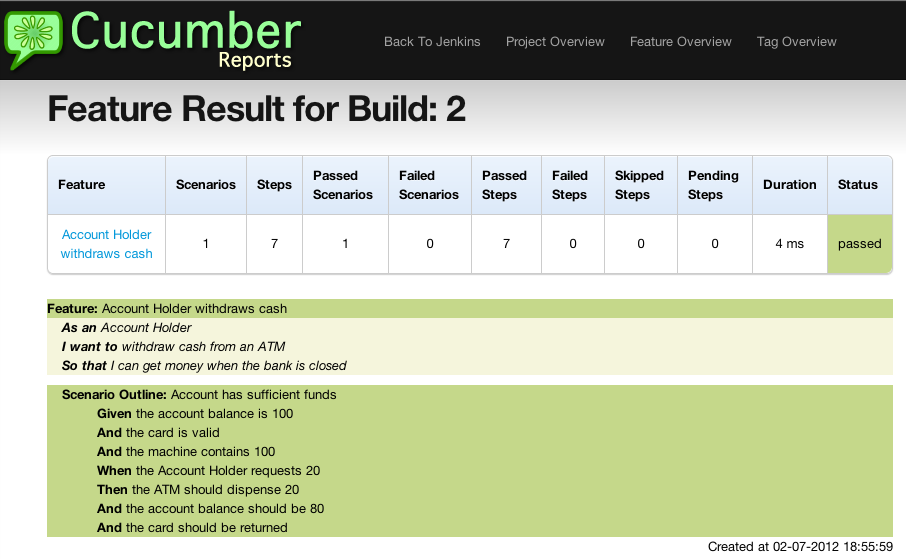 Cucumber
Reports
Back To Jenkins Project Overview Feature Overview Tag Overview
Feature Result for Build: 2
Feature Scenarios Steps Passed Scenarios Failed Scenarios Passed Steps Failed Steps Skipped Steps Pending Steps Duration Status
Account Holder withdraws cash 1 7 1 0 7 0 0 0 4 ms passed
Feature: Account Holder withdraws cash
As an Account Holder
I want to withdraw cash from an ATM
So that I can get money when the bank is closed
Scenario Outline: Account has sufficient funds
Given the account balance is 100
And the card is valid
And the machine contains 100
When the Account Holder requests 20
Then the ATM should dispense 20
And the account balance should be 80
And the card should be returned
Created at 02-07-2012 18:55:59